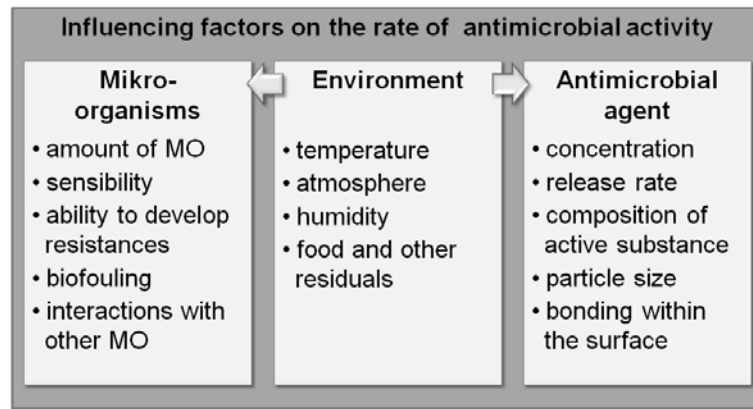 Influencing factors on the rate of antimicrobial activity
Mikro-
organisms
• amount of MO
• sensibility
• ability to develop
resistances
• biofouling
• interactions with
other MO
Environment
• temperature
• atmosphere
• humidity
• food and other
residuals
Antimicrobial
agent
• concentration
• release rate
• composition of
active substance
• particle size
• bonding within
the surface